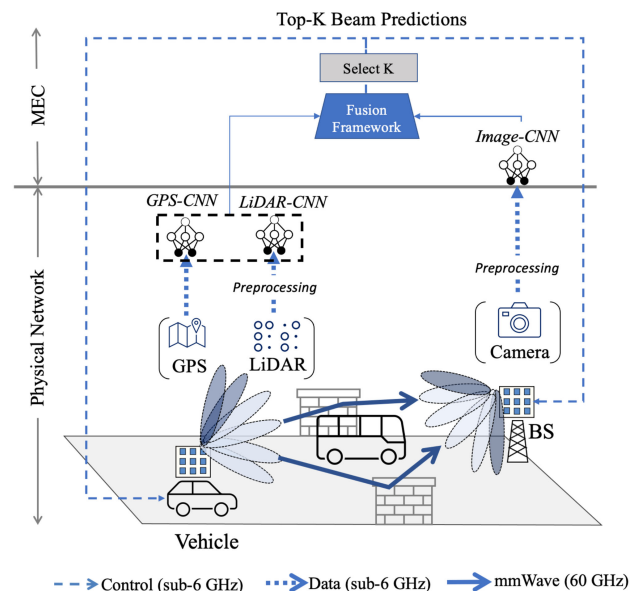 Top-K Beam Predictions
Select K
Fusion
Framework
MEC
Image-CNN
GPS-CNN
LiDAR-CNN
Preprocessing
Preprocessing
Physical Network
GPS
LiDAR
Camera
BS
Vehicle
Control (sub-6 GHz)
Data (sub-6 GHz)
mmWave (60 GHz)